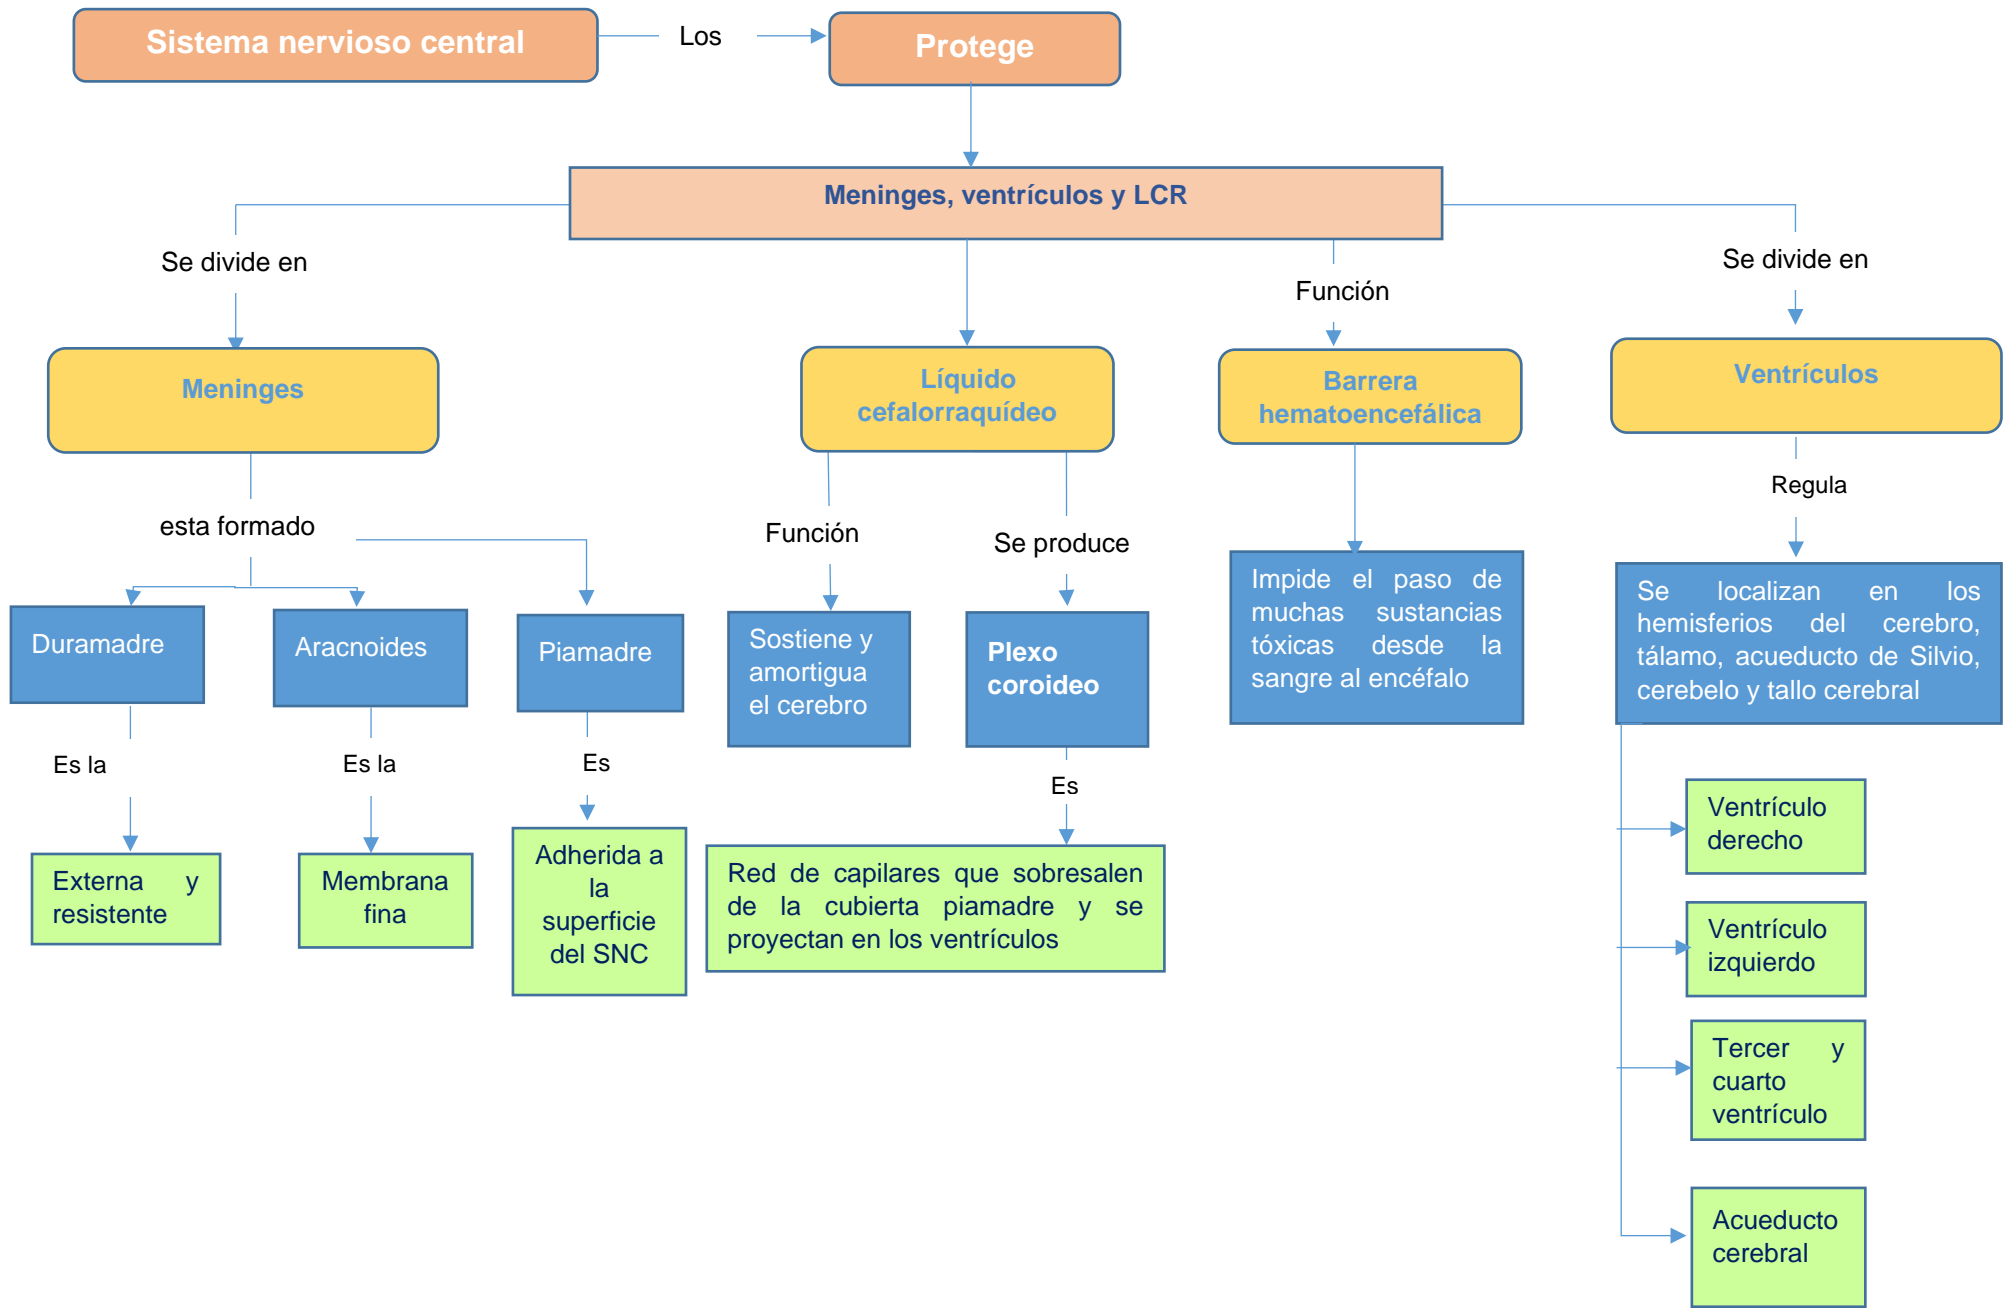 Sistema nervioso central
Los
Protege
Meninges, ventrículos y LCR
Se divide en
Función
Se divide en
Meninges
Líquido
cefalorraquídeo
Barrera
hematoencefálica
Ventrículos
esta formado
Función
Se produce
Regula
Duramadre
Aracnoides
Piamadre
Sostiene y
amortigua
el cerebro
Plexo
coroideo
Impide el paso de
muchas sustancias
tóxicas desde la
sangre al encéfalo
Se localizan en los
hemisferios del cerebro,
tálamo, acueducto de Silvio,
cerebelo y tallo cerebral
Es la
Es la
Es
Es
Externa y
resistente
Membrana
fina
Adherida a
la
superficie
del SNC
Red de capilares que sobresalen
de la cubierta piamadre y se
proyectan en los ventrículos
Ventrículo
derecho
Ventrículo
izquierdo
Tercer y
cuarto
ventrículo
Acueducto
cerebral